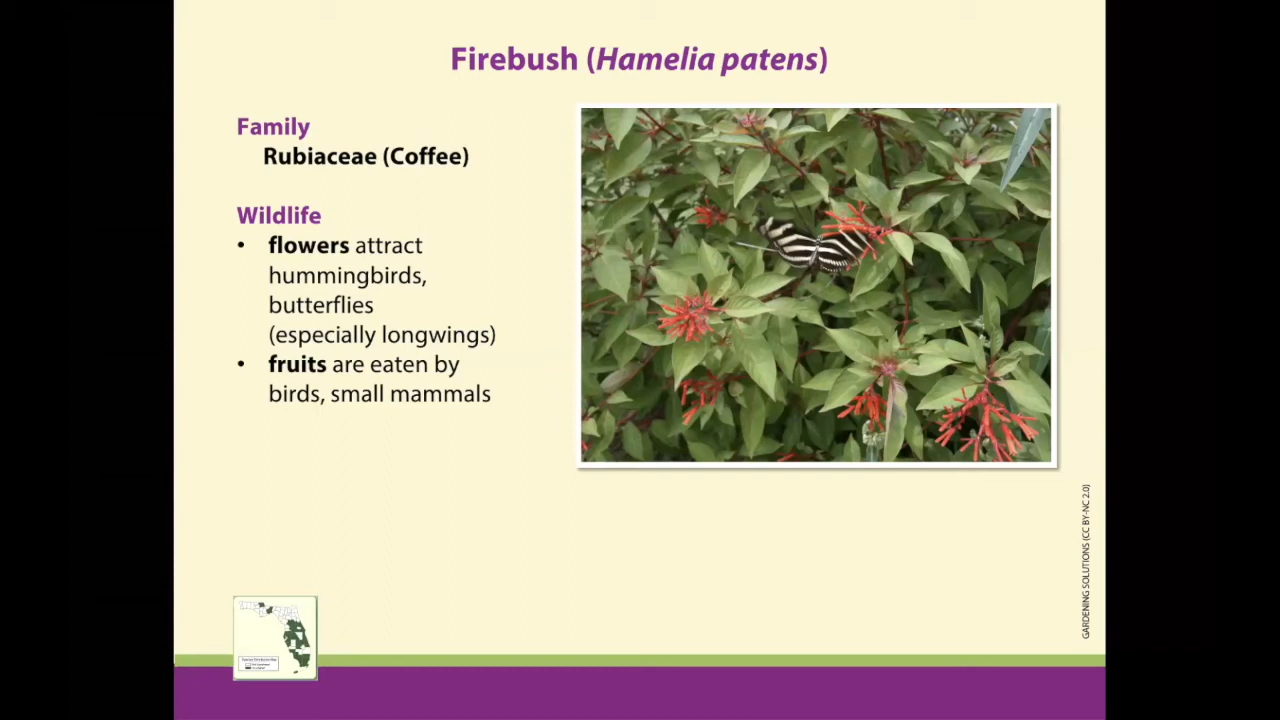 Firebush (Hamelia patens)
Family
Rubiaceae (Coffee)
Wildlife
• flowers attract
hummingbirds,
butterflies
(especially longwings)
• fruits are eaten by
birds, small mammals
GARDENING SOLUTIONS (CC BY-NC 2.0)